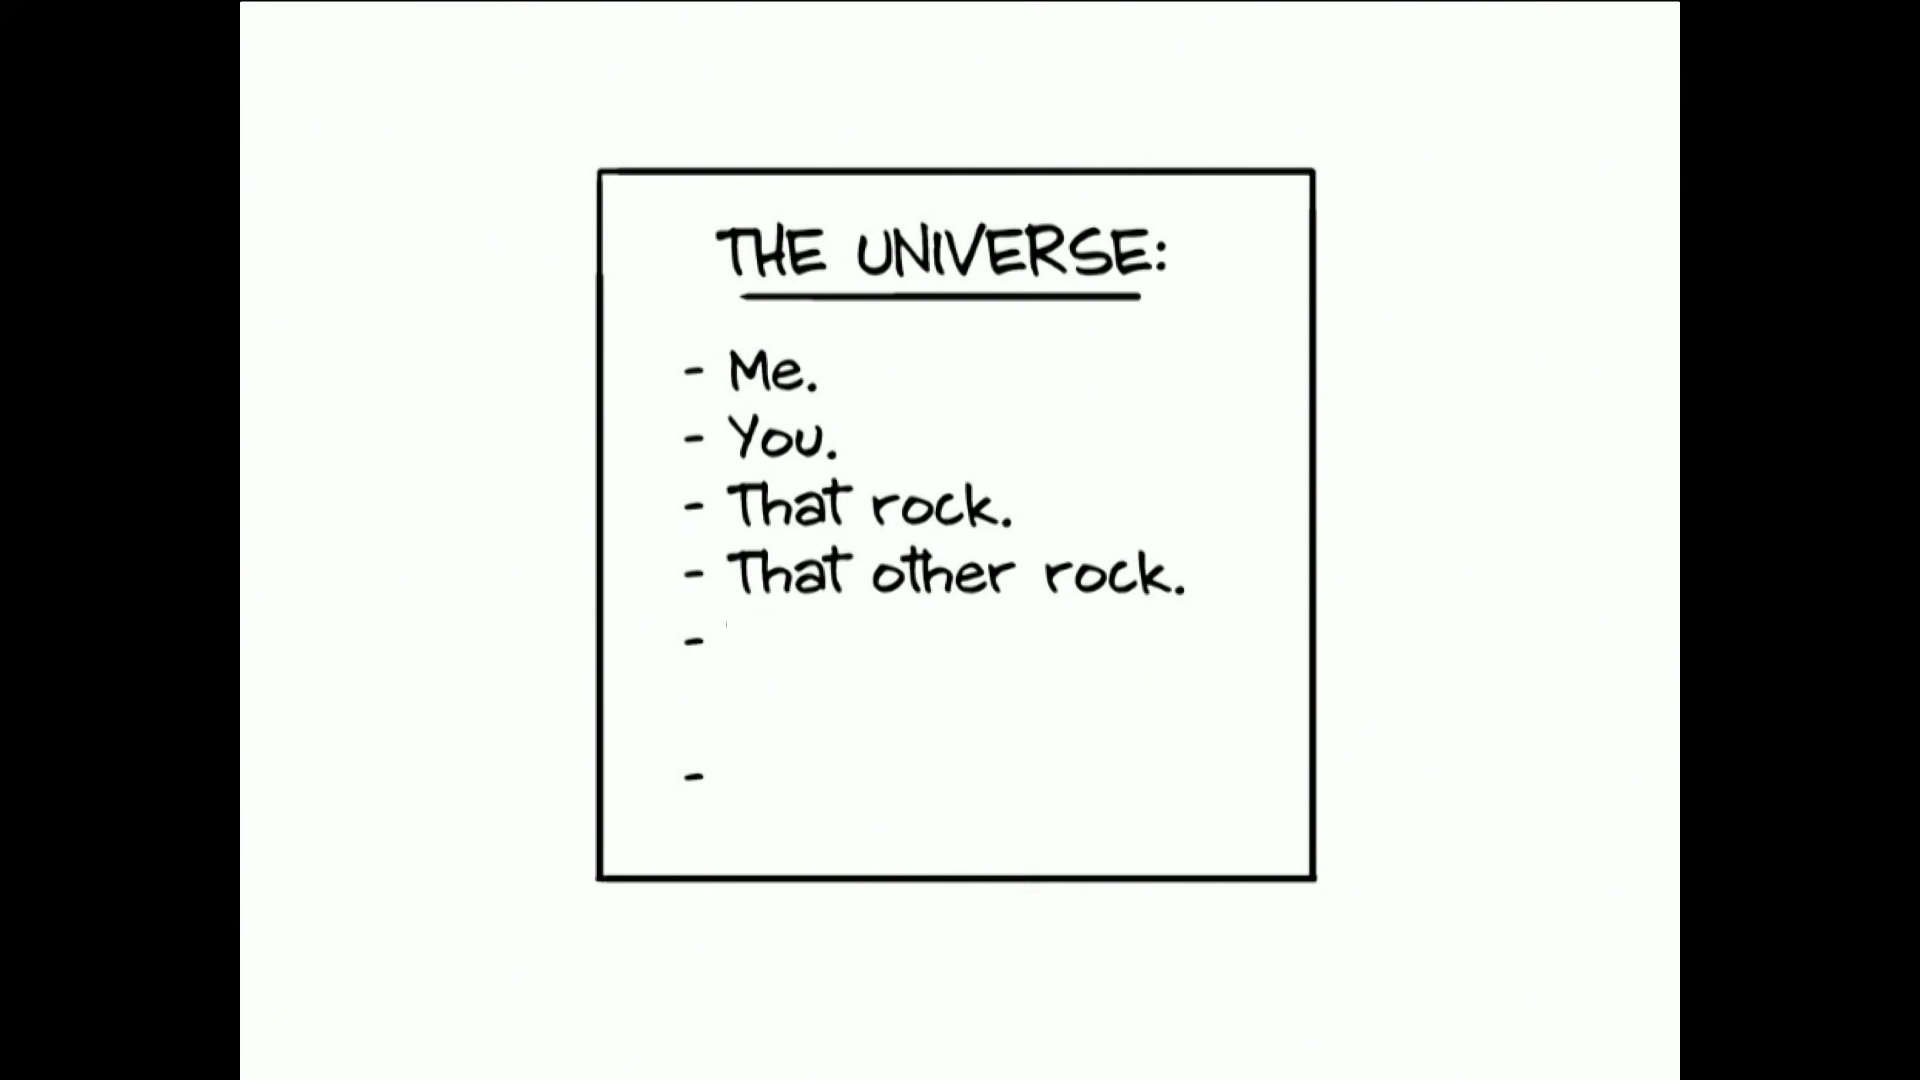 THE UNIVERSE:
- Me.
- You.
- That rock.
- That other rock.
-
-